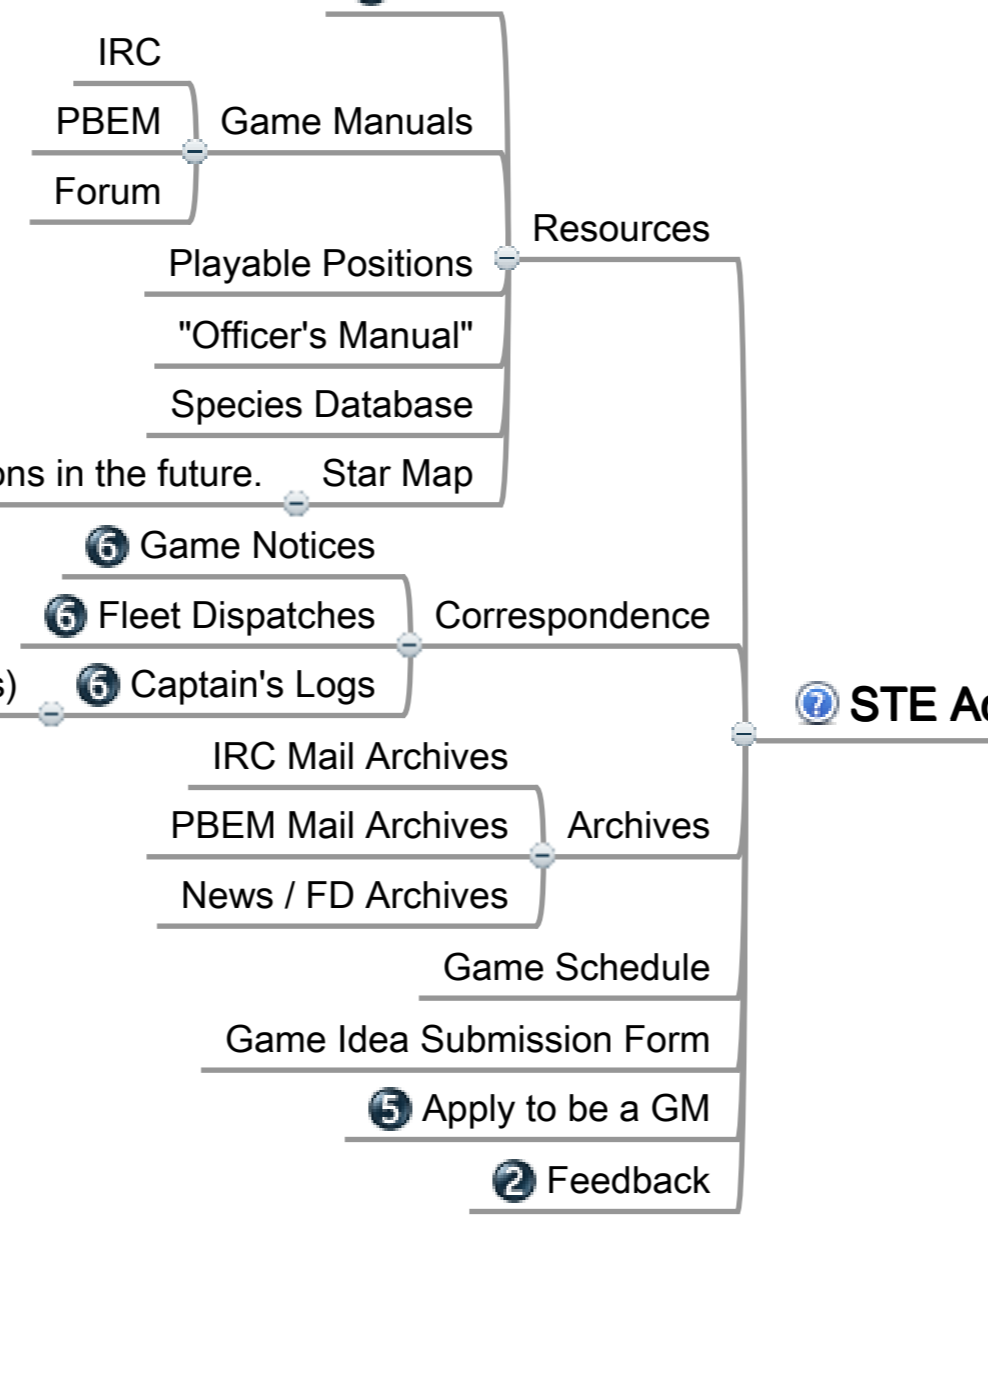 IRC
PBEM
Forum
Game Manuals
Resources
Playable Positions
"Officer's Manual"
Species Database
in the future.
Star Map
6 Game Notices
6 Fleet Dispatches
Correspondence
s)
6 Captain's Logs
? STE
IRC Mail Archives
PBEM Mail Archives
Archives
News / FD Archives
Game Schedule
Game Idea Submission Form
5 Apply to be a GM
2 Feedback